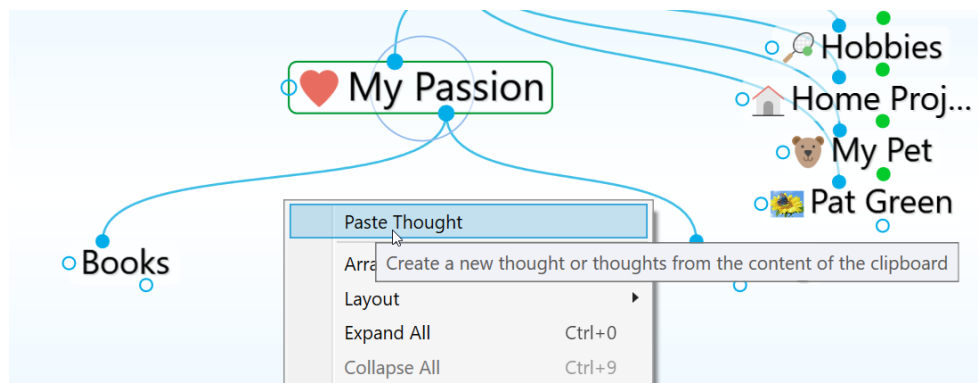 Hobbies
My Passion
Home Proj...
My Pet
Pat Green
Paste Thought
Books
Create a new thought or thoughts from the content of the clipboard
Arra
Layout
Expand All Ctrl+0
Collapse All Ctrl+9